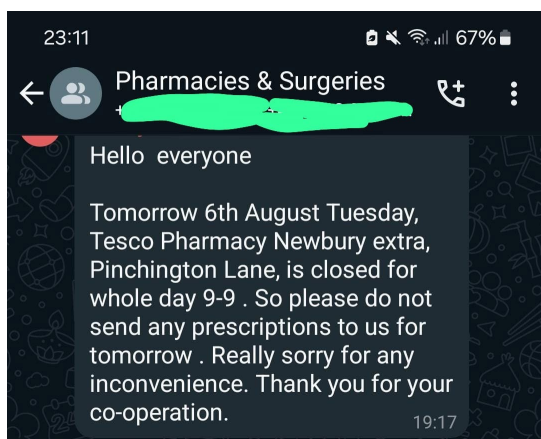 23:11
67%
Pharmacies & Surgeries
Hello everyone
Tomorrow 6th August Tuesday,
Tesco Pharmacy Newbury extra,
Pinchington Lane, is closed for
whole day 9-9 . So please do not
send any prescriptions to us for
tomorrow . Really sorry for any
inconvenience. Thank you for your
co-operation.
19:17